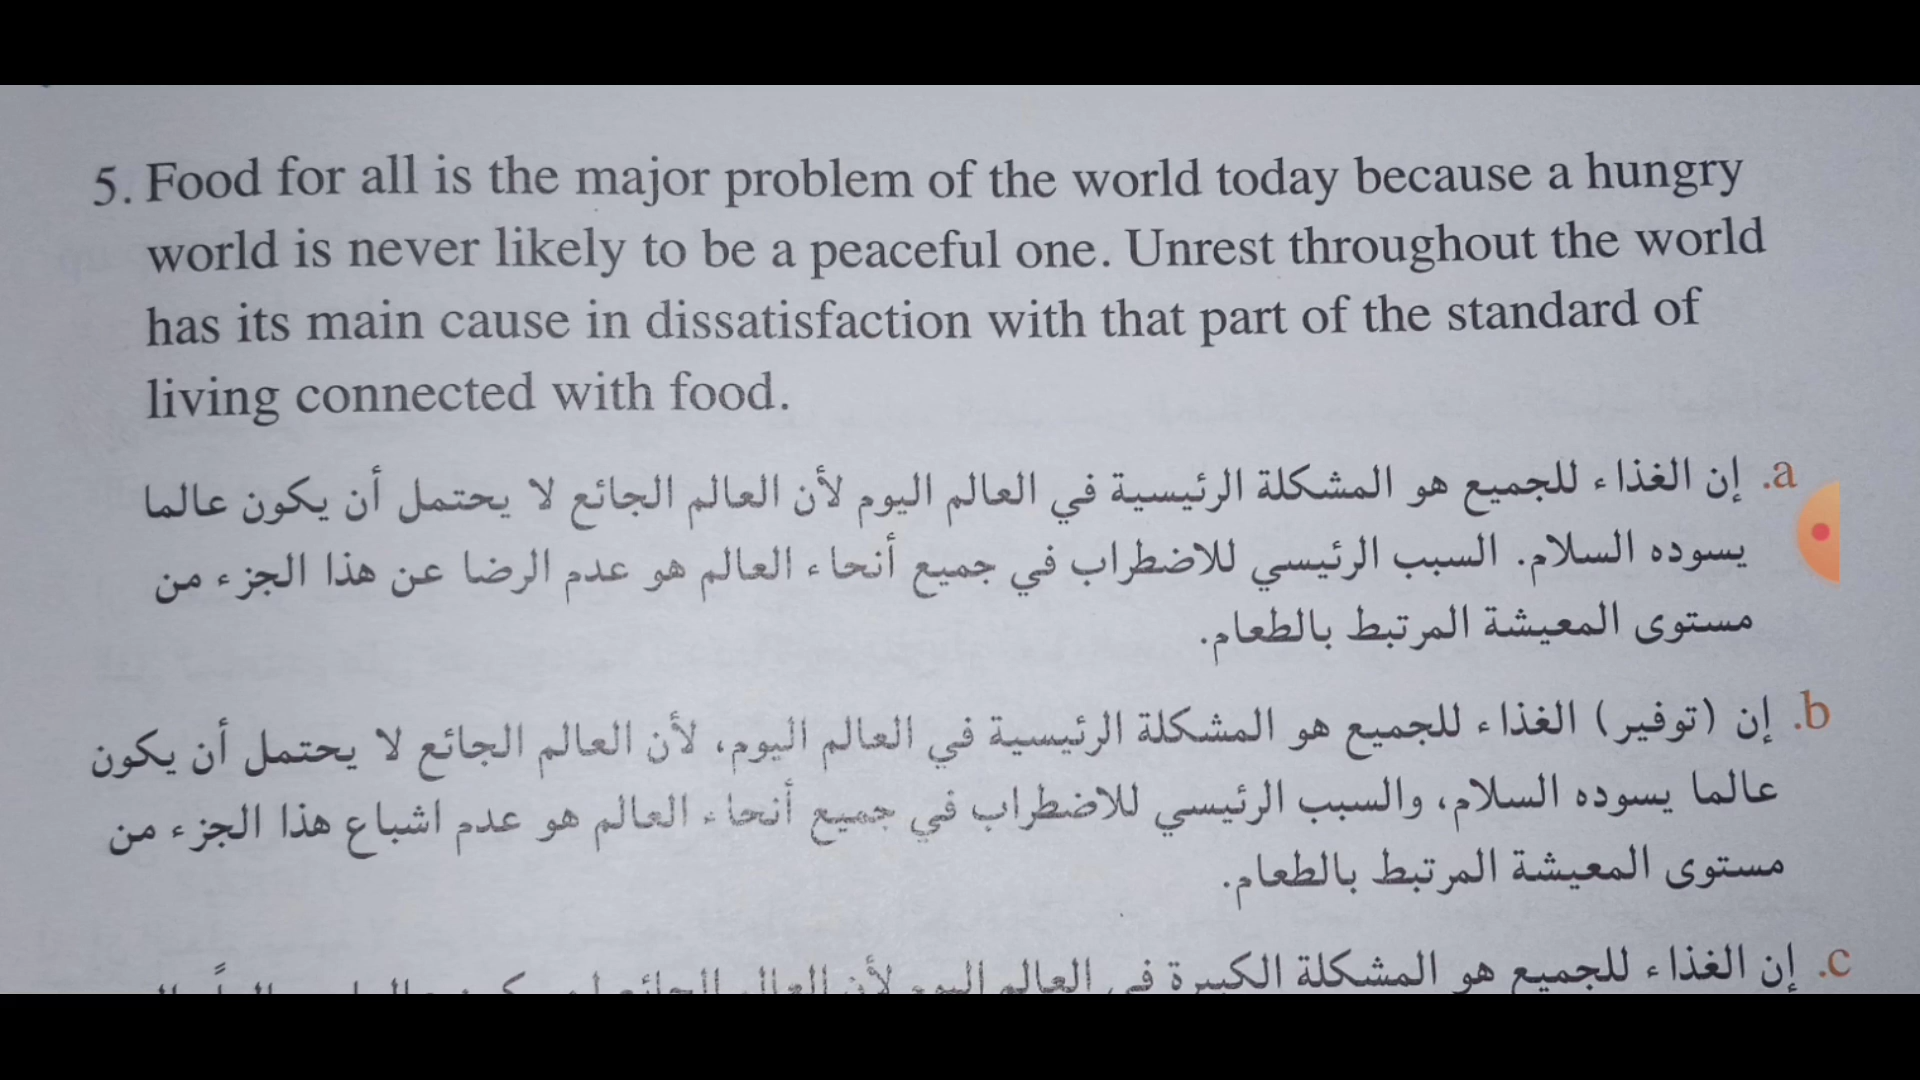 5. Food for all is the major problem of the world today because a hungry
world is never likely to be a peaceful one. Unrest throughout the world
has its main cause in dissatisfaction with that part of the standard of
living connected with food.
a. إن الغذاء للجميع هو المشكلة الرئيسية في العالم اليوم لأن العالم الجائع لا يحتمل أن يكون عالما
يسوده السلام. السبب الرئيسي للاضطراب في جميع أنحاء العالم هو عدم الرضا عن هذا الجزء من
مستوى المعيشة المرتبط بالطعام.
b. إن (توفير) الغذاء للجميع هو المشكلة الرئيسية في العالم اليوم، لأن العالم الجائع لا يحتمل أن يكون
عالما يسوده السلام، والسبب الرئيسي للاضطراب في جميع أنحاء العالم هو عدم اشباع هذا الجزء من
مستوى المعيشة المرتبط بالطعام.
c. إن الغذاء للجميع هو المشكلة الكبيرة في العالم اليوم لأن العالم الجائع